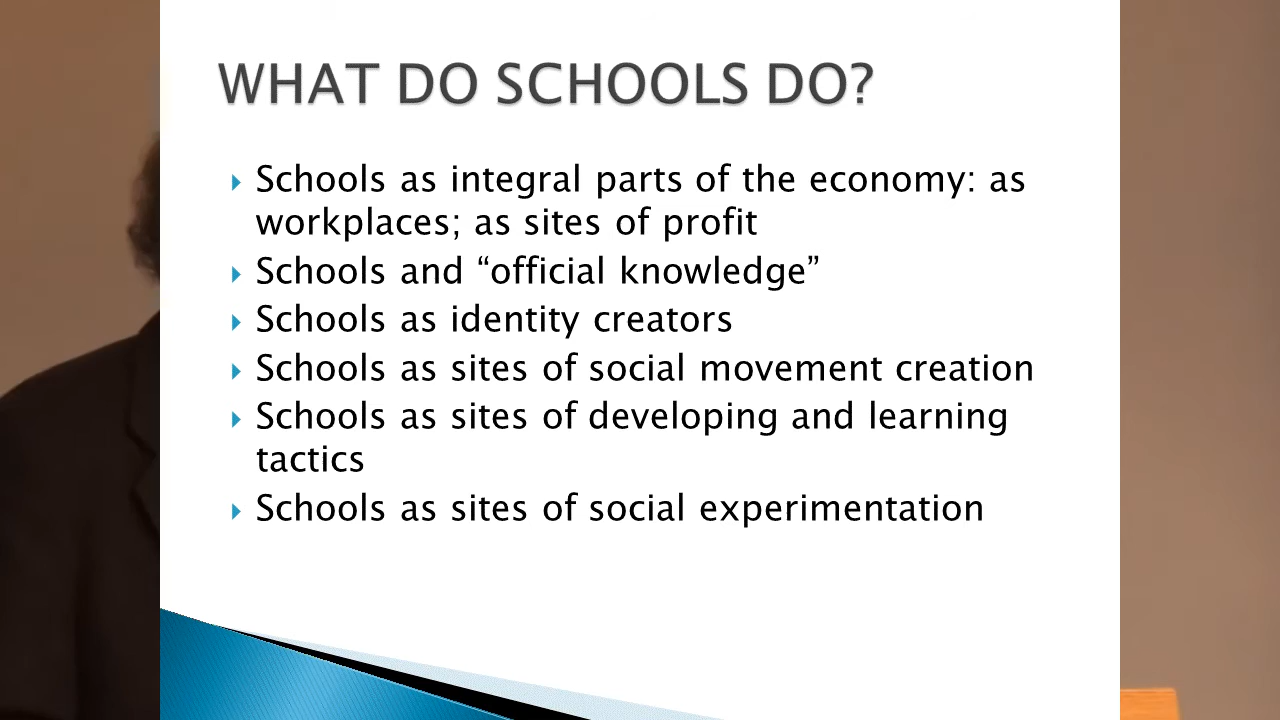 WHAT DO SCHOOLS DO?
Schools as integral parts of the economy: as
workplaces; as sites of profit
Schools and “official knowledge”
Schools as identity creators
Schools as sites of social movement creation
Schools as sites of developing and learning
tactics
Schools as sites of social experimentation